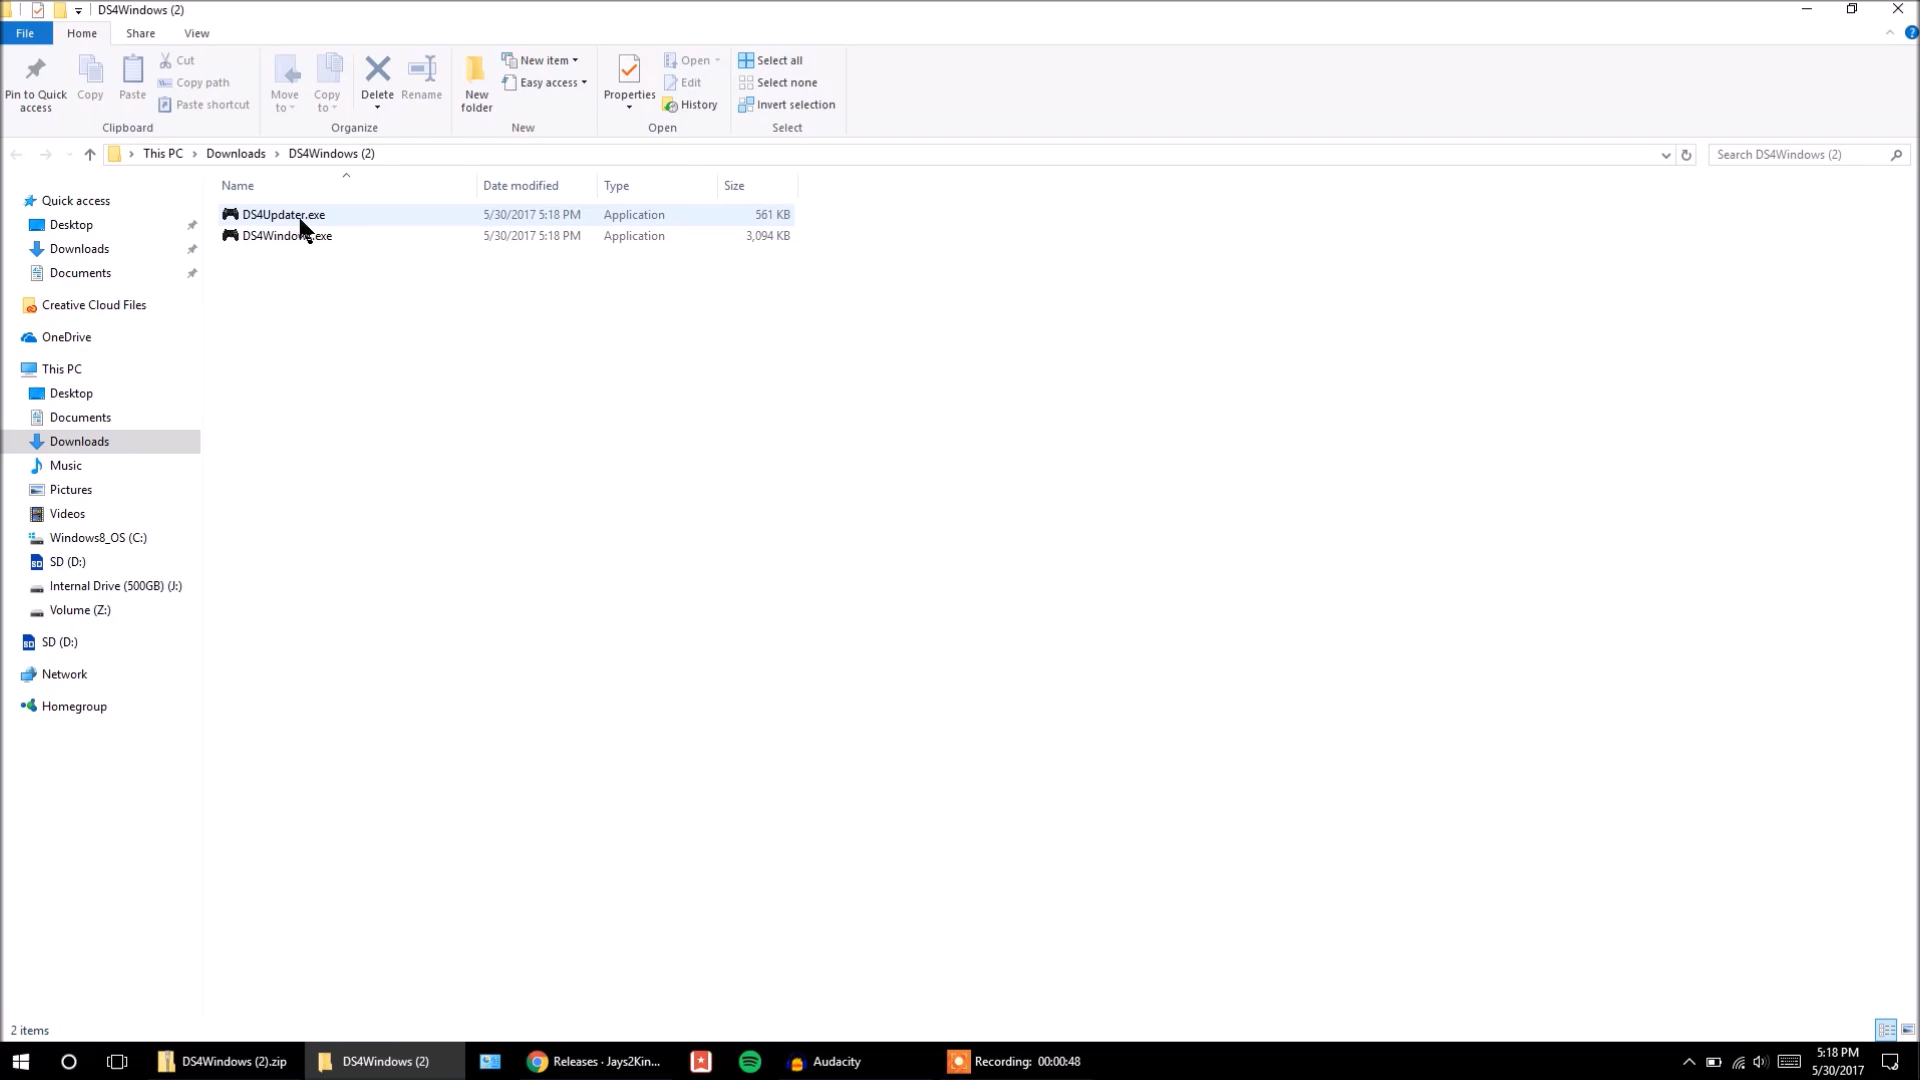 DS4Windows (2)
File Home Share View
Pin to Quick access
Copy
Paste
Cut
Copy path
Paste shortcut
Clipboard
Move to
Copy to
Delete
Rename
Organize
New folder
New item
Easy access
New
Properties
Open
Edit
History
Open
Select all
Select none
Invert selection
Select
This PC > Downloads > DS4Windows (2)
Search DS4Windows (2)
Name Date modified Type Size
DS4Updater.exe 5/30/2017 5:18 PM Application 561 KB
DS4Windows.exe 5/30/2017 5:18 PM Application 3,094 KB
Quick access
Desktop
Downloads
Documents
Creative Cloud Files
OneDrive
This PC
Desktop
Documents
Downloads
Music
Pictures
Videos
Windows8_OS (C:)
SD (D:)
Internal Drive (500GB) (J:)
Volume (Z:)
SD (D:)
Network
Homegroup
2 items
DS4Windows (2).zip
DS4Windows (2)
Releases · Jays2Kin...
Audacity
Recording: 00:00:48
5:18 PM
5/30/2017